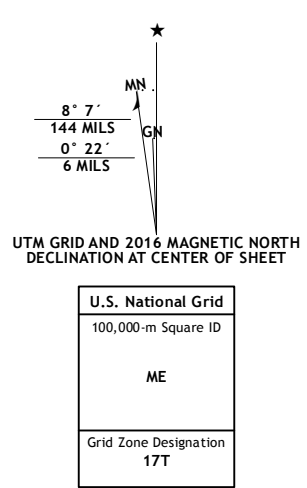 ★
MN
8° 7´
144 MILS
GN
0° 22´
6 MILS
UTM GRID AND 2016 MAGNETIC NORTH
DECLINATION AT CENTER OF SHEET
U.S. National Grid
100,000-m Square ID
ME
Grid Zone Designation
17T